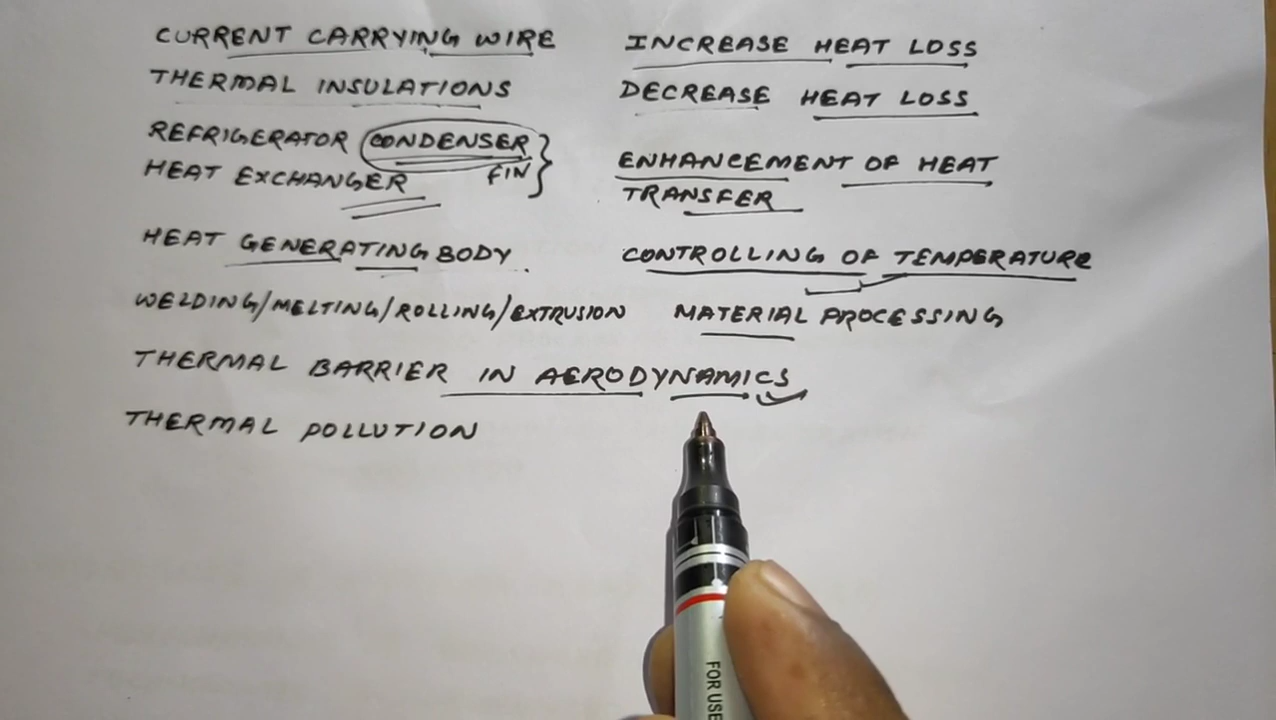 CURRENT CARRYING WIRE INCREASE HEAT LOSS
THERMAL INSULATIONS DECREASE HEAT LOSS
REFRIGERATOR CONDENSER
HEAT EXCHANGER FIN
ENHANCEMENT OF HEAT
TRANSFER
HEAT GENERATING BODY CONTROLLING OF TEMPERATURE
WELDING/MELTING/ROLLING/EXTRUSION MATERIAL PROCESSING
THERMAL BARRIER IN AERODYNAMICS
THERMAL POLLUTION
FOR USE